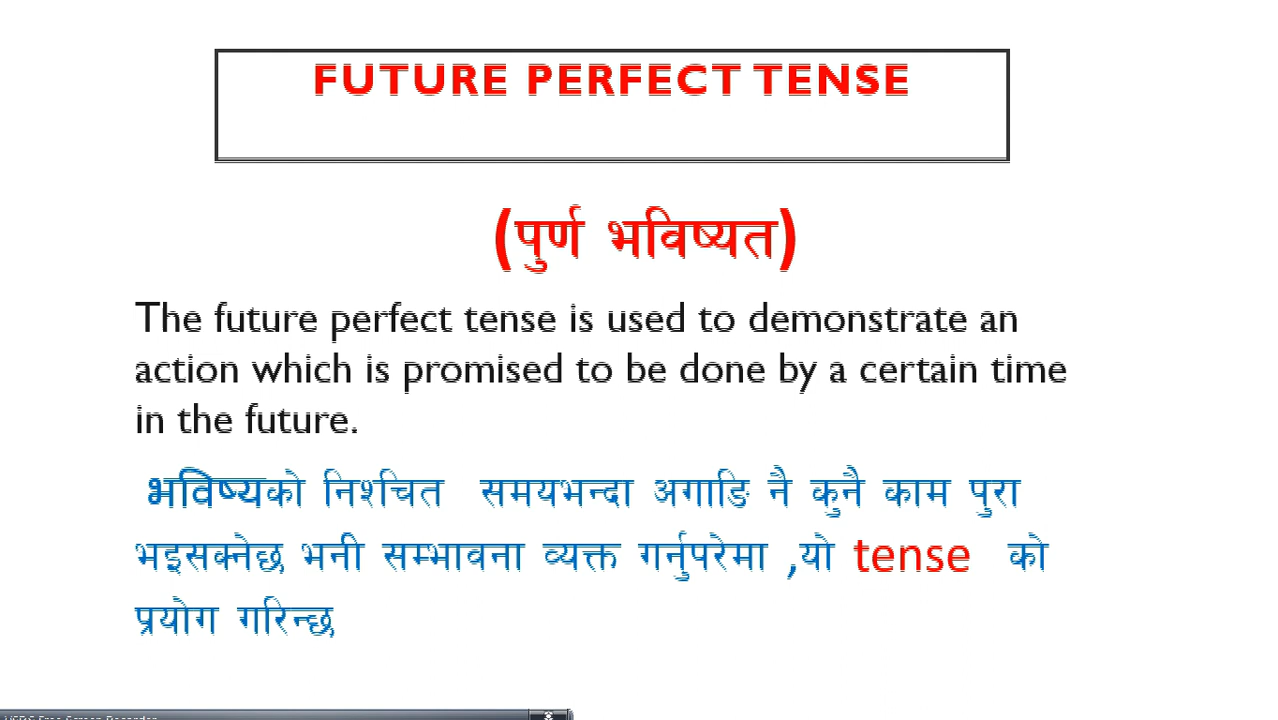 FUTURE PERFECT TENSE
(पुर्ण भविष्यत)
The future perfect tense is used to demonstrate an
action which is promised to be done by a certain time
in the future.
भविष्यको निश्चित समयभन्दा अगाङि नै कुनै काम पुरा
भइसक्नेछ भनी सम्भावना व्यक्त गर्नुपरेमा ,यो tense को
प्रयोग गरिन्छ